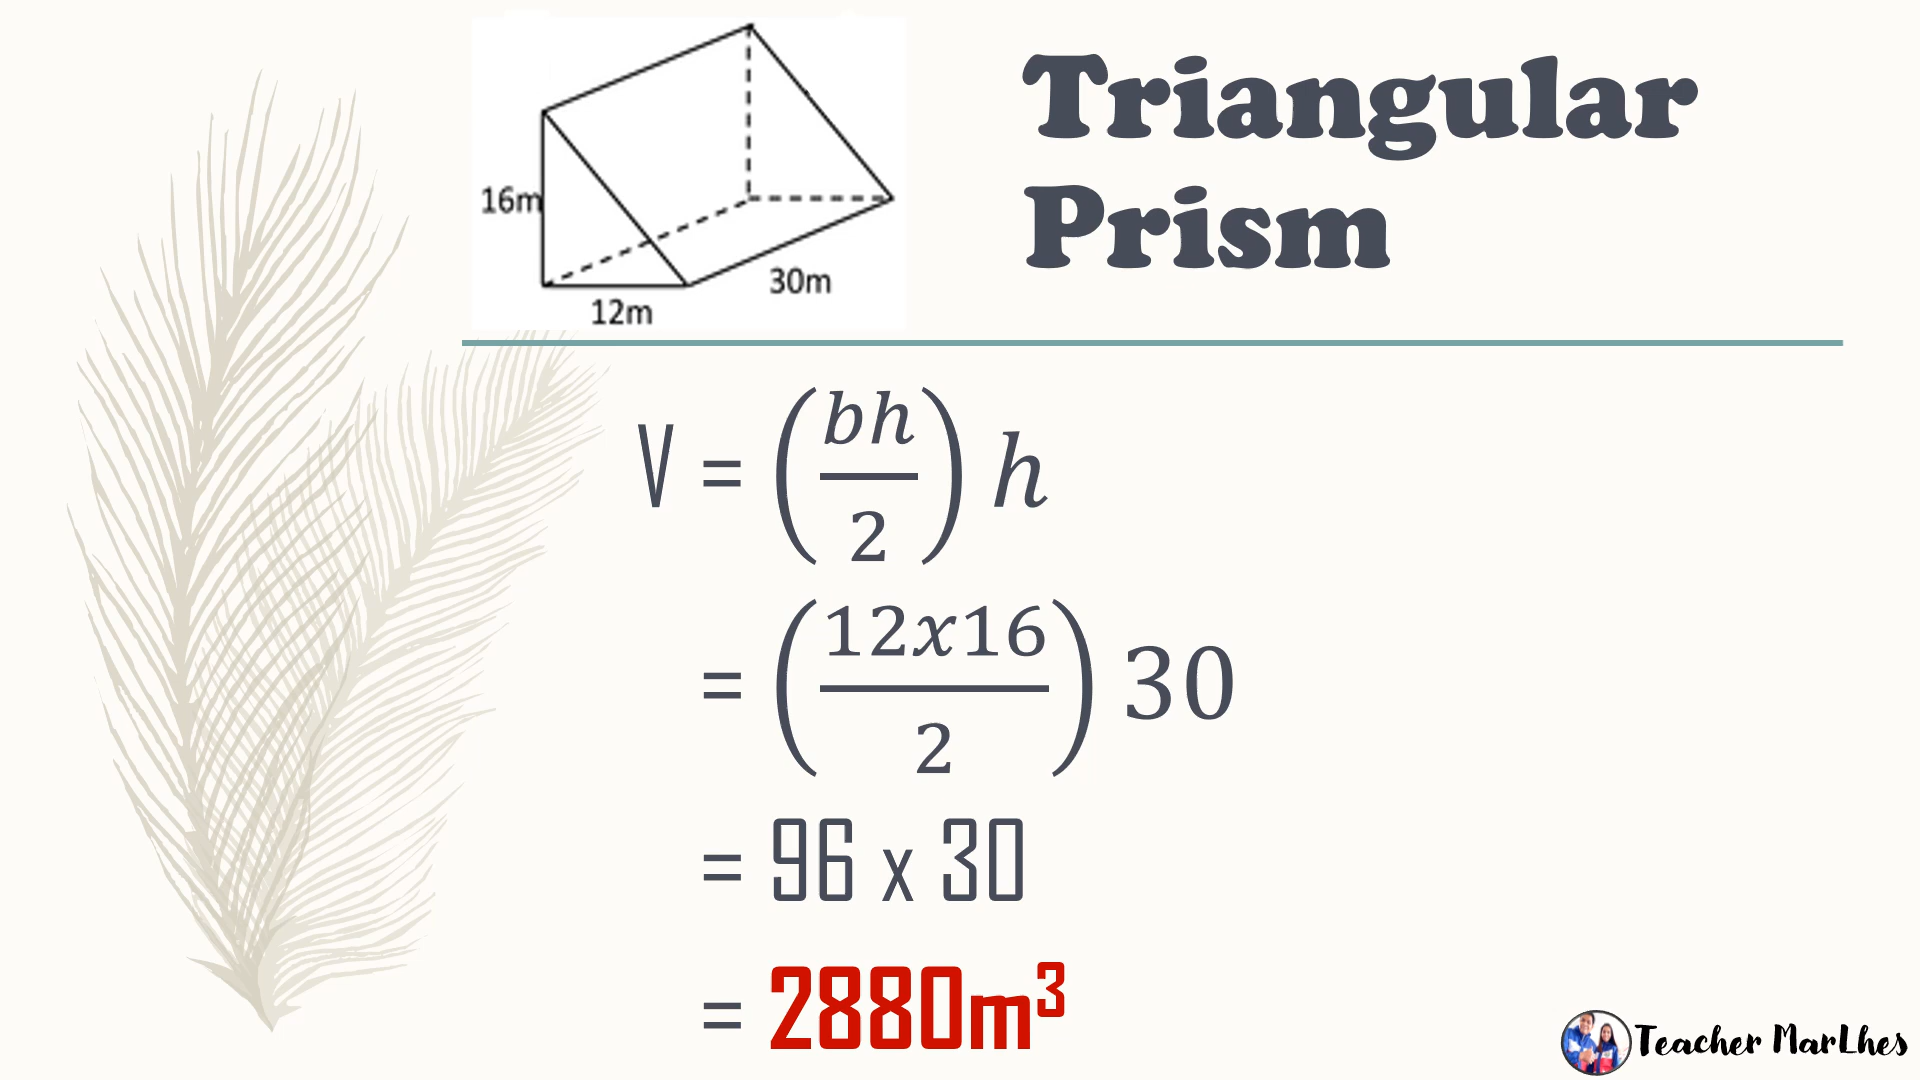 Triangular
Prism
16m
12m
30m
V = (bh/2) h
= (12x16/2) 30
= 96 x 30
= 2880m³
Teacher MarLhes